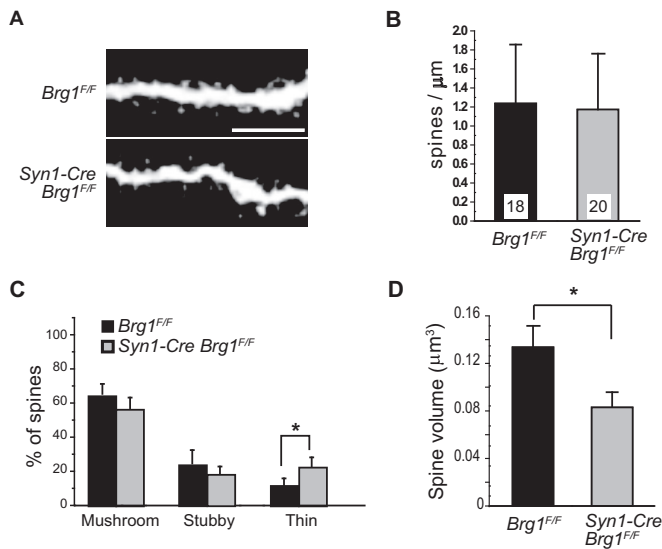 A
Brg1F/F
Syn1-Cre
Brg1F/F
B
spines / μm
2.0
1.8
1.6
1.4
1.2
1.0
0.8
0.6
0.4
0.2
0.0
18
20
Brg1F/F
Syn1-Cre
Brg1F/F
C
Brg1F/F
Syn1-Cre Brg1F/F
% of spines
100
80
60
40
20
0
*
Mushroom
Stubby
Thin
D
*
Spine volume (μm3)
0.16
0.12
0.08
0.04
0
Brg1F/F
Syn1-Cre
Brg1F/F